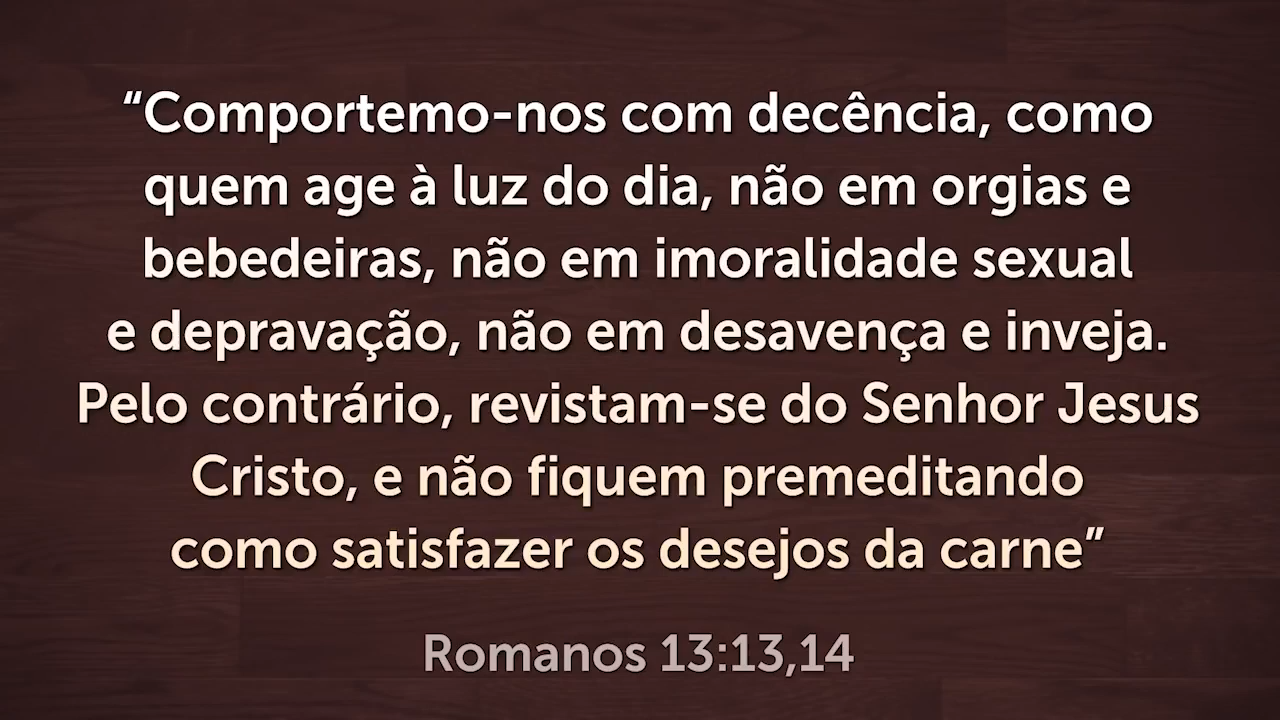 “Comportemo-nos com decência, como
quem age à luz do dia, não em orgias e
bebedeiras, não em imoralidade sexual
e depravação, não em desavença e inveja.
Pelo contrário, revistam-se do Senhor Jesus
Cristo, e não fiquem premeditando
como satisfazer os desejos da carne”
Romanos 13:13,14